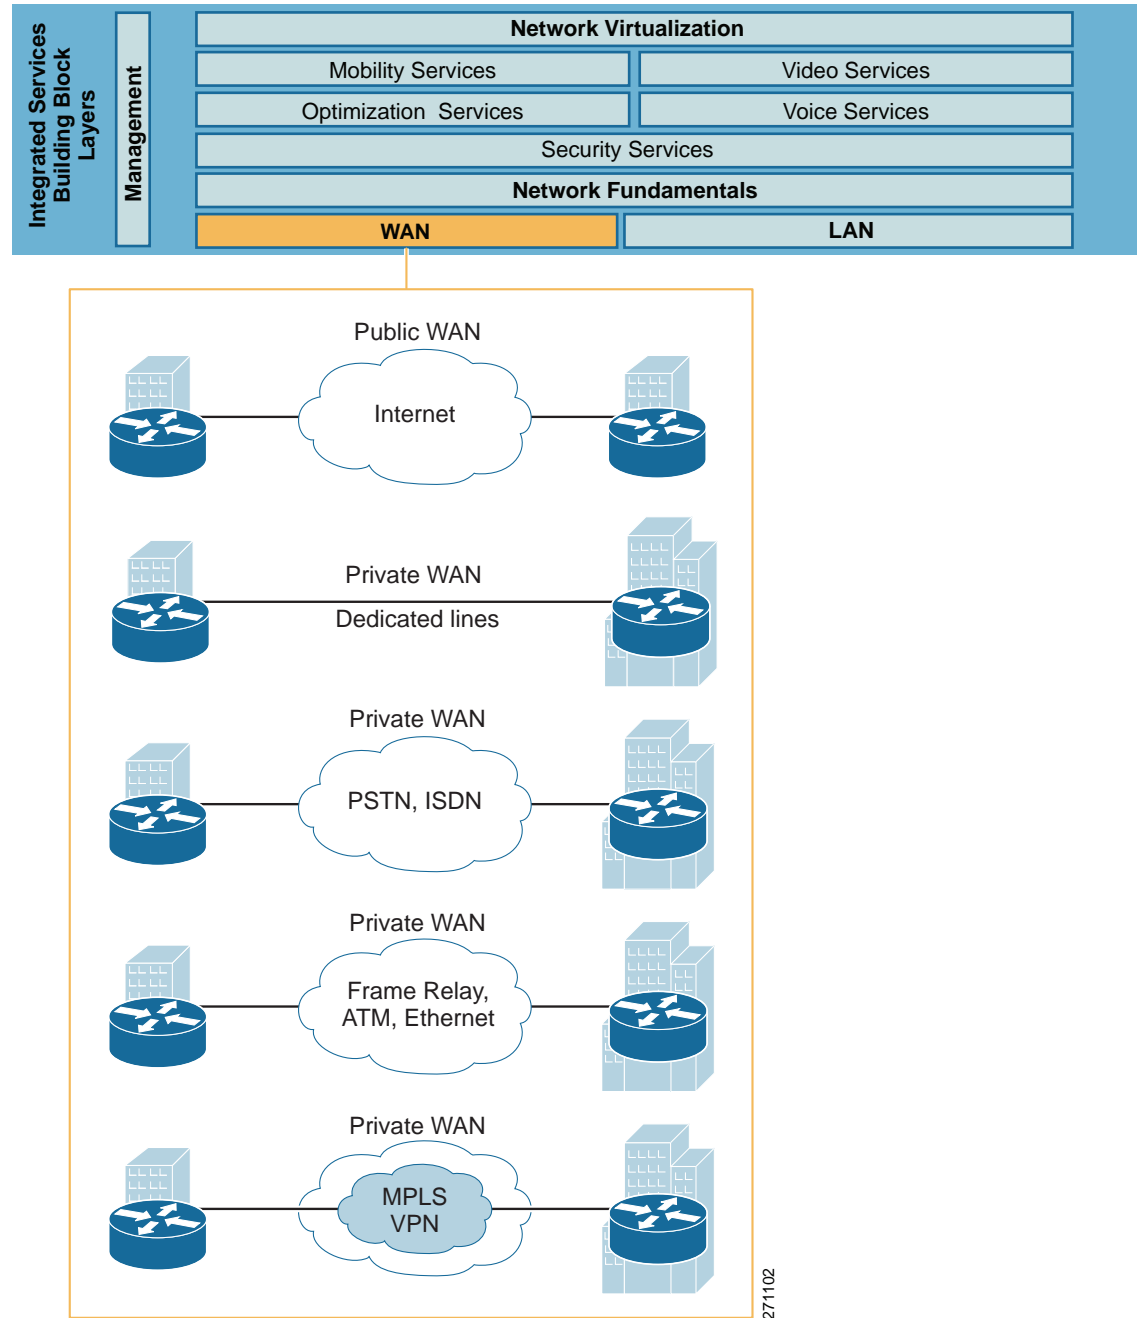 Integrated Services
Building Block
Layers
Management
Network Virtualization
Mobility Services
Video Services
Optimization Services
Voice Services
Security Services
Network Fundamentals
WAN
LAN
Public WAN
Internet
Private WAN
Dedicated lines
Private WAN
PSTN, ISDN
Private WAN
Frame Relay,
ATM, Ethernet
Private WAN
MPLS
VPN
271102